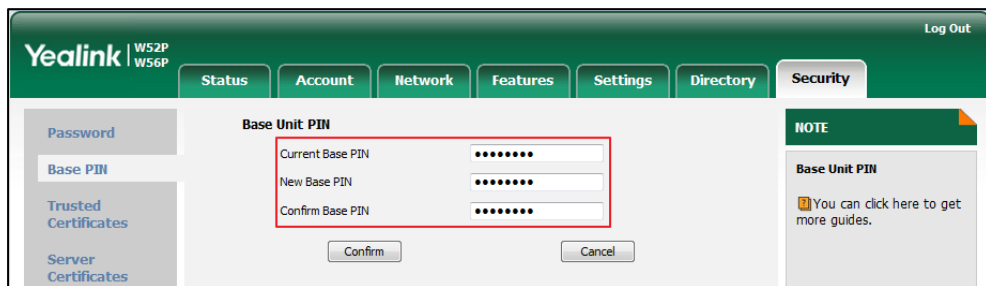 Log Out
Yealink | W52P
W56P
Status
Account
Network
Features
Settings
Directory
Security
Password
Base PIN
Trusted
Certificates
Server
Certificates
Base Unit PIN
Current Base PIN
••••••••
New Base PIN
••••••••
Confirm Base PIN
••••••••
Confirm
Cancel
NOTE
Base Unit PIN
? You can click here to get
more guides.